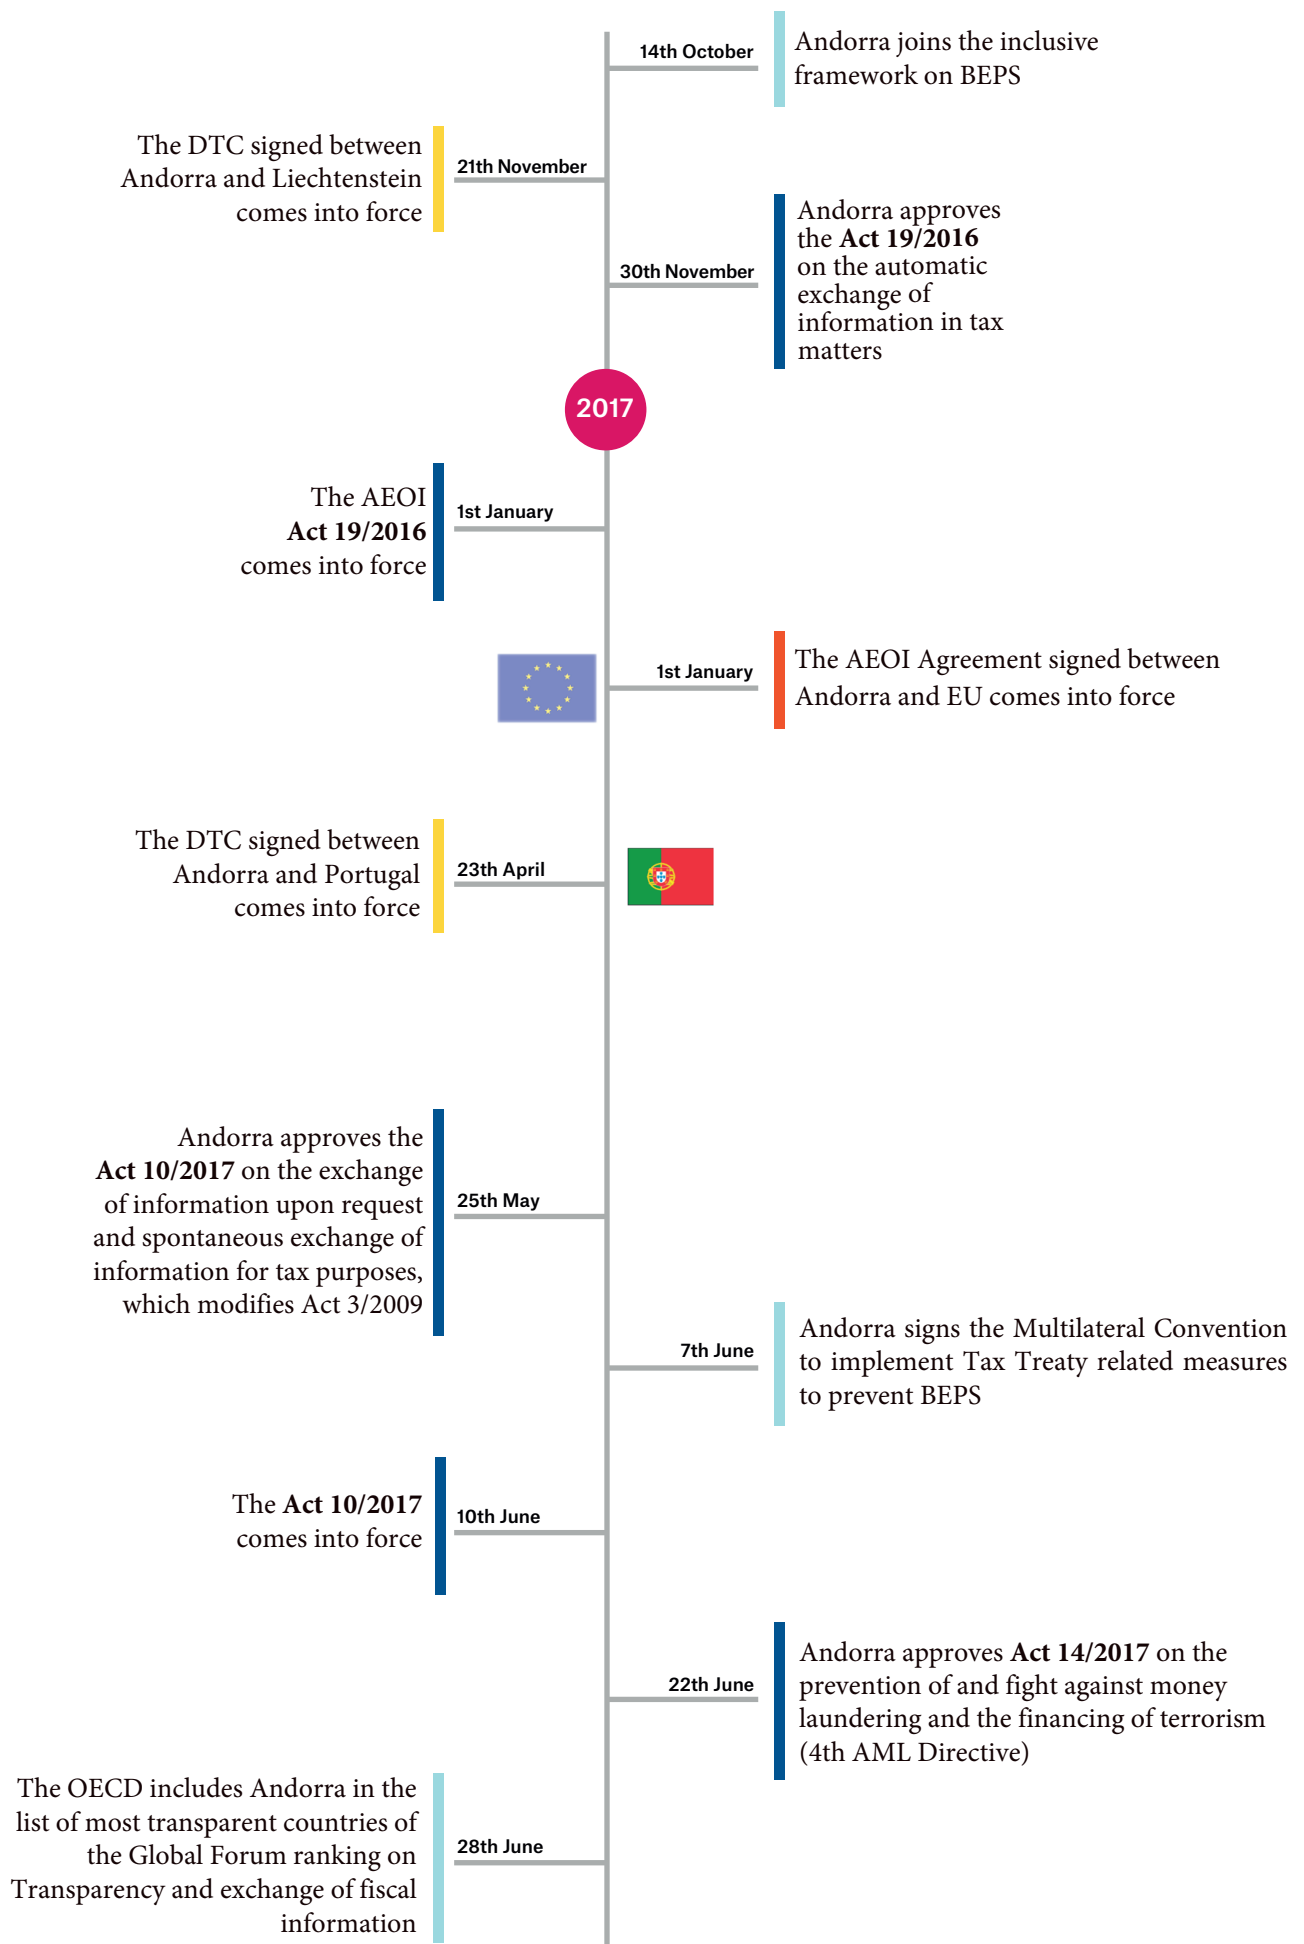 14th October
Andorra joins the inclusive
framework on BEPS
The DTC signed between
Andorra and Liechtenstein
comes into force
21th November
30th November
Andorra approves
the Act 19/2016
on the automatic
exchange of
information in tax
matters
2017
The AEOI
Act 19/2016
comes into force
1st January
1st January
The AEOI Agreement signed between
Andorra and EU comes into force
The DTC signed between
Andorra and Portugal
comes into force
23th April
Andorra approves the
Act 10/2017 on the exchange
of information upon request
and spontaneous exchange of
information for tax purposes,
which modifies Act 3/2009
25th May
7th June
Andorra signs the Multilateral Convention
to implement Tax Treaty related measures
to prevent BEPS
The Act 10/2017
comes into force
10th June
22th June
Andorra approves Act 14/2017 on the
prevention of and fight against money
laundering and the financing of terrorism
(4th AML Directive)
The OECD includes Andorra in the
list of most transparent countries of
the Global Forum ranking on
Transparency and exchange of fiscal
information
28th June